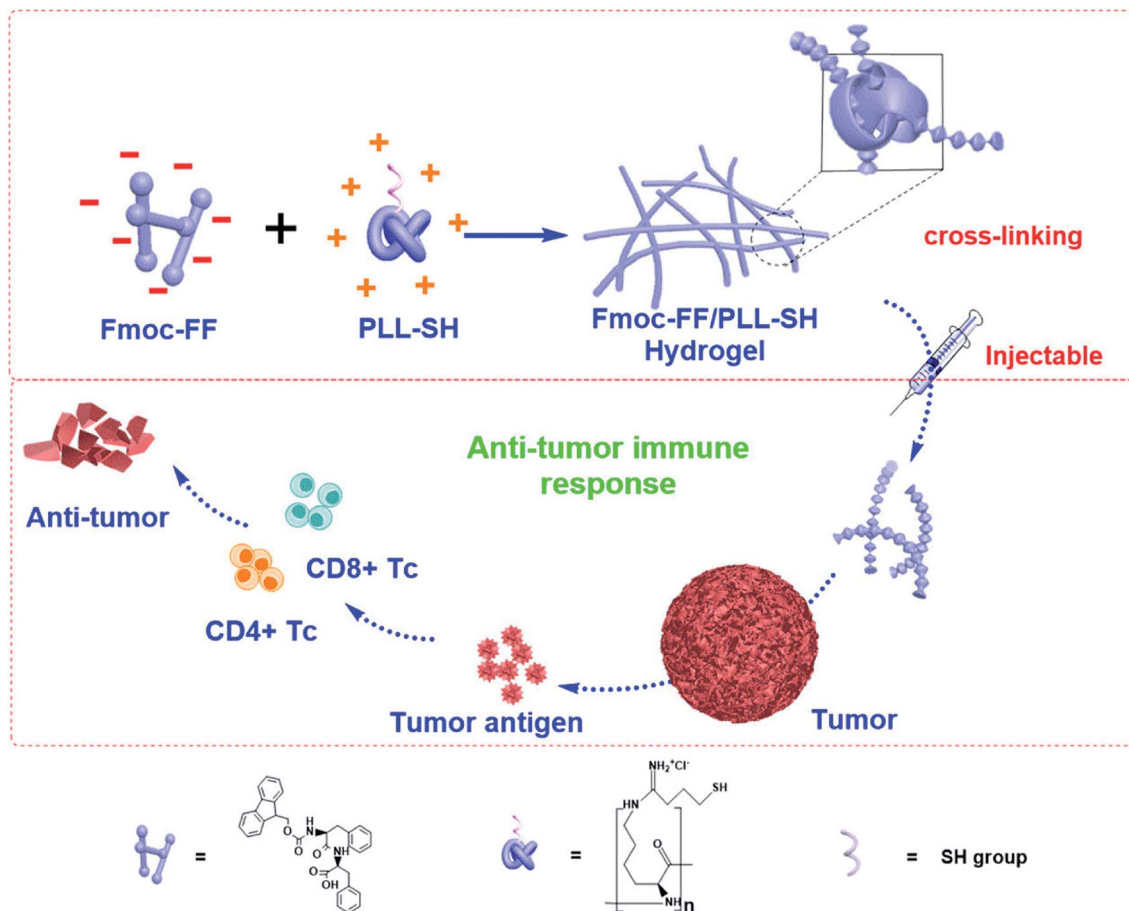 Fmoc-FF
+
PLL-SH
Fmoc-FF/PLL-SH
Hydrogel
cross-linking
Injectable
Anti-tumor immune
response
Anti-tumor
CD8+ Tc
CD4+ Tc
Tumor antigen
Tumor
=
O
O
H
N
O
NH
O
OH
=
NH₂⁺Cl⁻
HN
SH
O
NH
n
=
SH group